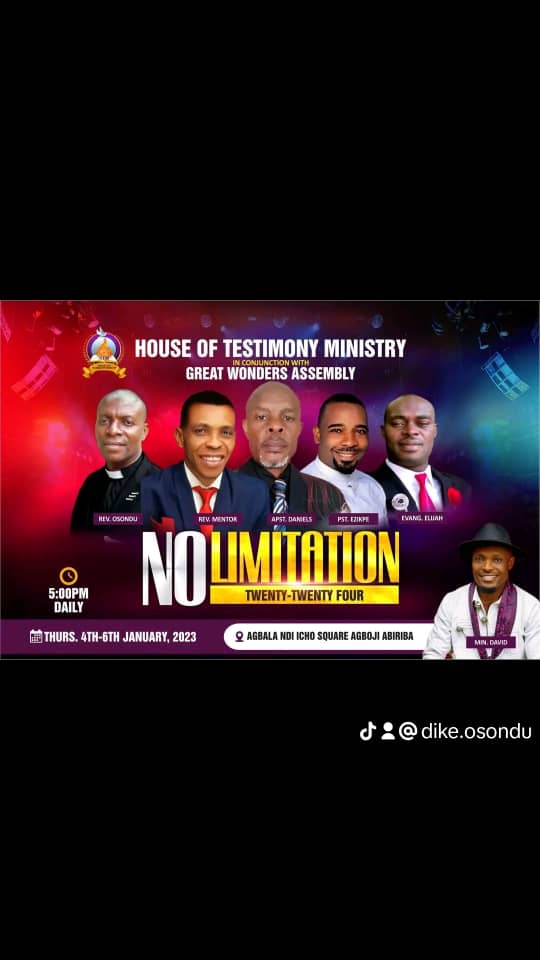 HOUSE OF TESTIMONY MINISTRY
IN CONJUNCTION WITH
GREAT WONDERS ASSEMBLY
REV. OSONDU
REV. MENTOR
APST. DANIELS
PST. EZIKPE
EVANG. ELIJAH
NO LIMITATION
TWENTY-TWENTY FOUR
5:00PM
DAILY
MIN. DAVID
THURS. 4TH-6TH JANUARY, 2023
AGBALA NDI ICHO SQUARE AGBOJI ABIRIBA
@dike.osondu